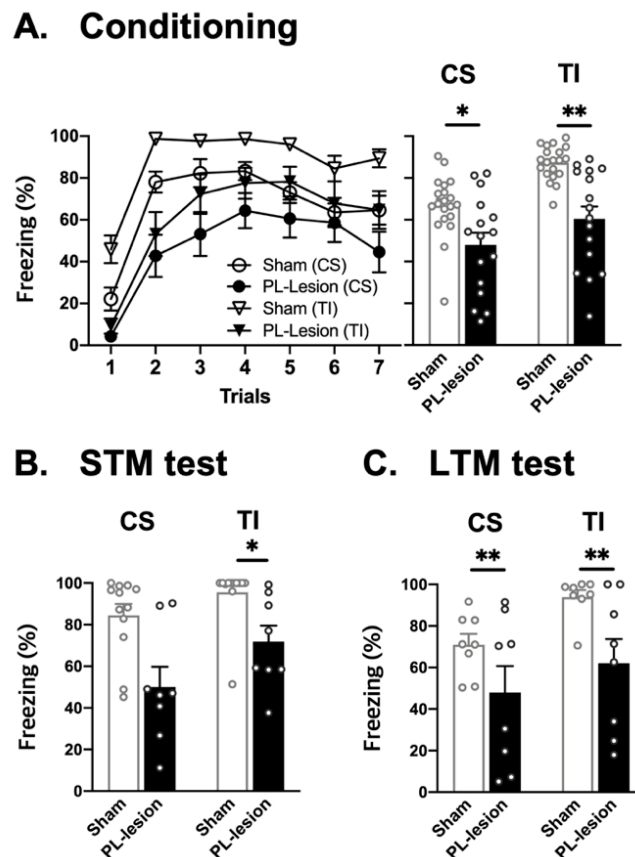 A. Conditioning
CS TI
* **
Freezing (%)
100
80
60
40
20
0
Sham (CS)
PL-Lesion (CS)
Sham (TI)
PL-Lesion (TI)
1 2 3 4 5 6 7
Trials
Sham
PL-lesion
Sham
PL-lesion
B. STM test
CS TI
*
Freezing (%)
100
80
60
40
20
0
Sham
PL-lesion
Sham
PL-lesion
C. LTM test
CS TI
** **
Freezing (%)
100
80
60
40
20
0
Sham
PL-lesion
Sham
PL-lesion